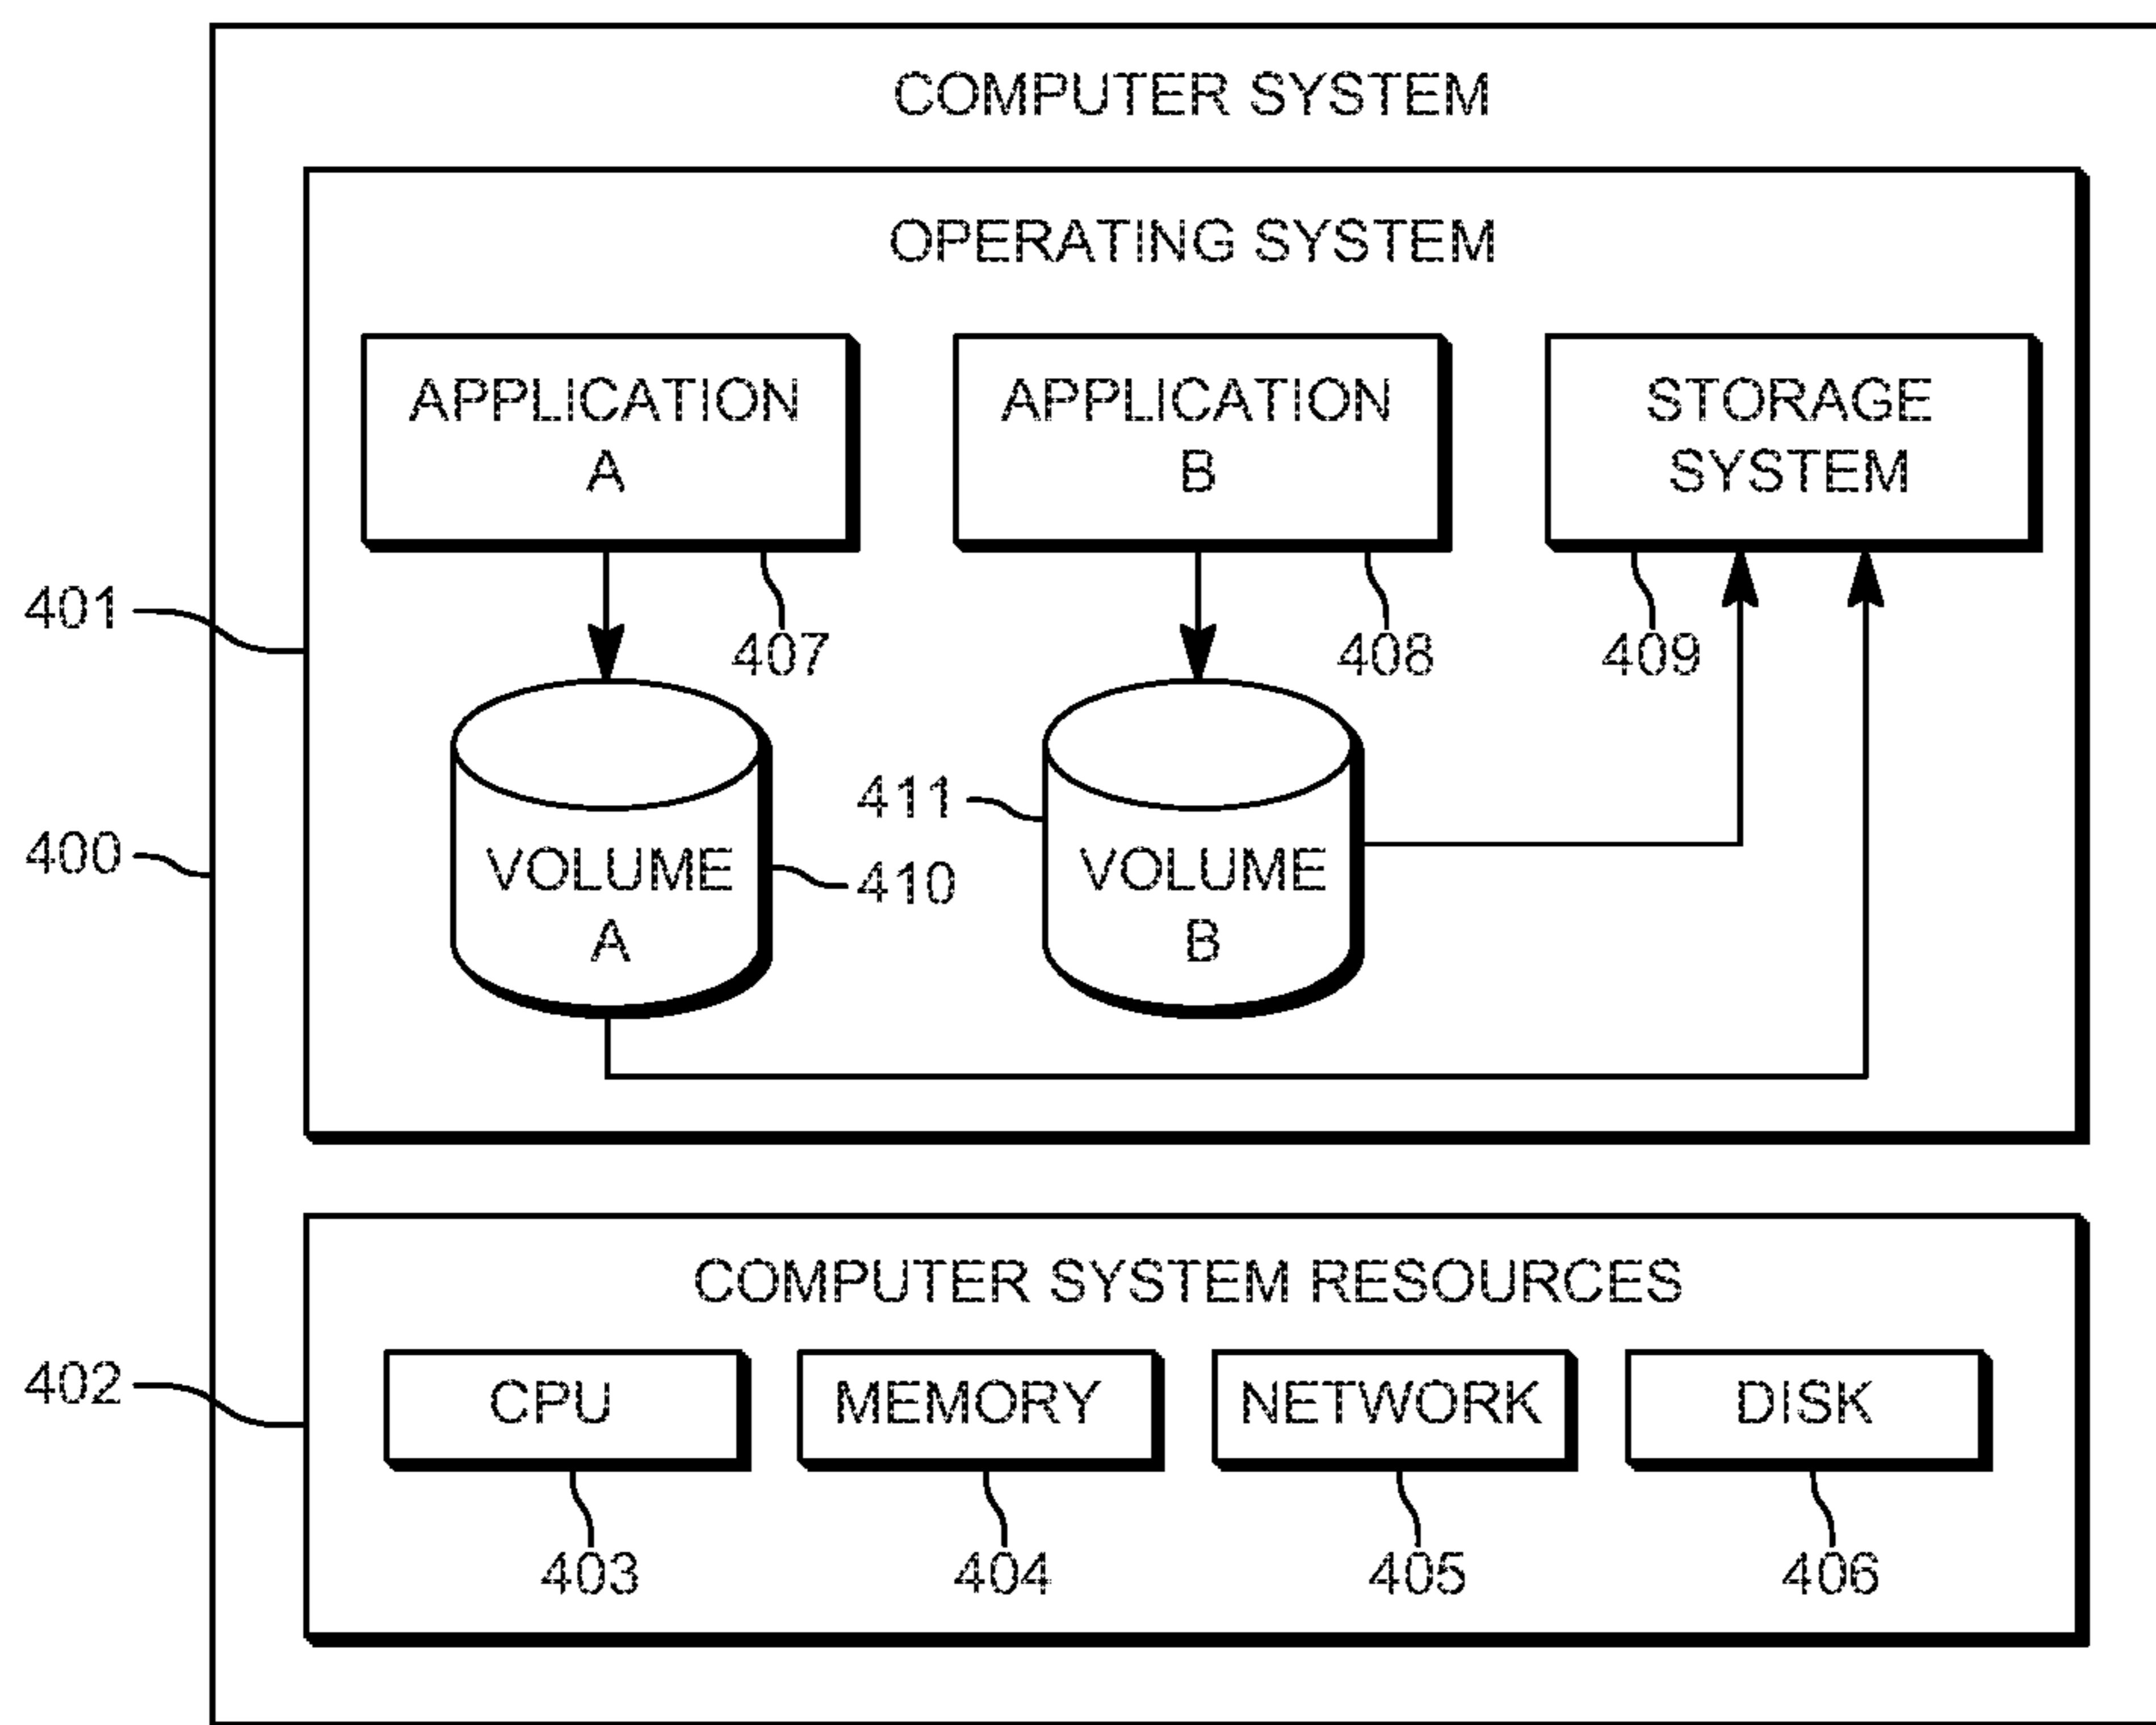 COMPUTER SYSTEM
OPERATING SYSTEM
APPLICATION
A
APPLICATION
B
STORAGE
SYSTEM
401
407
408
409
411
400
VOLUME
A
410
VOLUME
B
COMPUTER SYSTEM RESOURCES
402
CPU
MEMORY
NETWORK
DISK
403
404
405
406